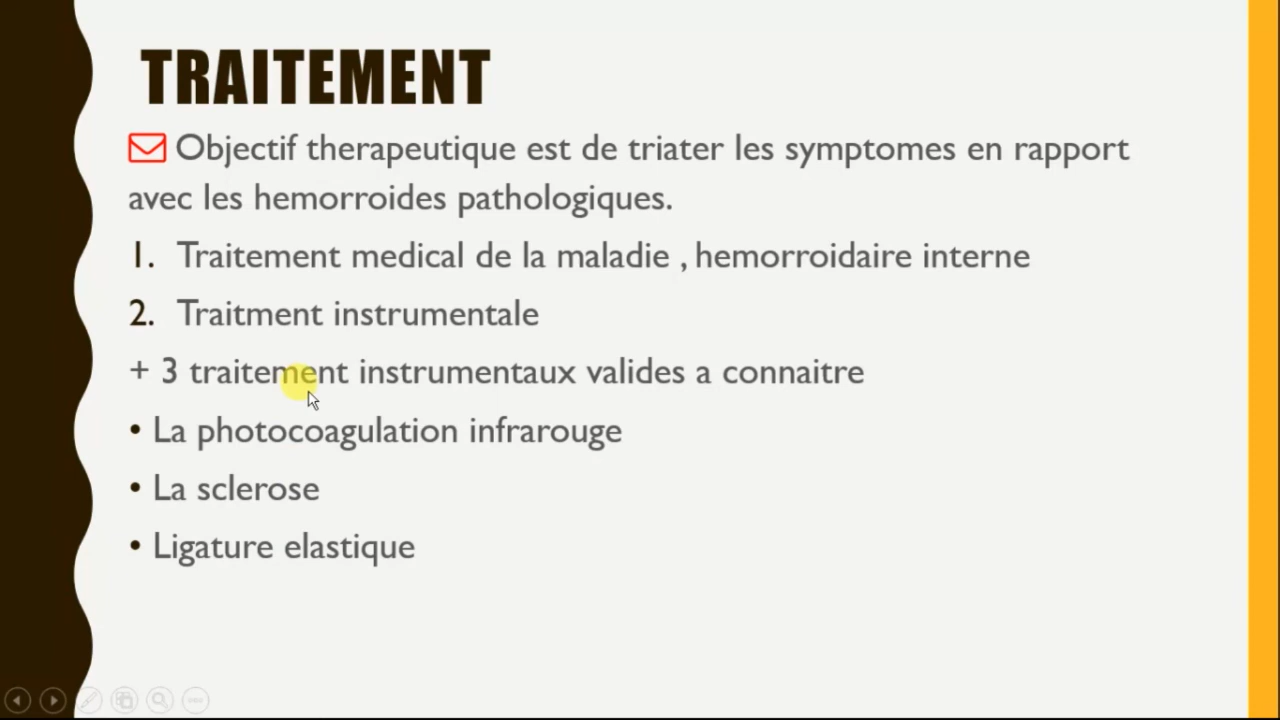 TRAITEMENT
Objectif therapeutique est de triater les symptomes en rapport
avec les hemorroides pathologiques.
1. Traitement medical de la maladie , hemorroidaire interne
2. Traitment instrumentale
+ 3 traitement instrumentaux valides a connaitre
• La photocoagulation infrarouge
• La sclerose
• Ligature elastique